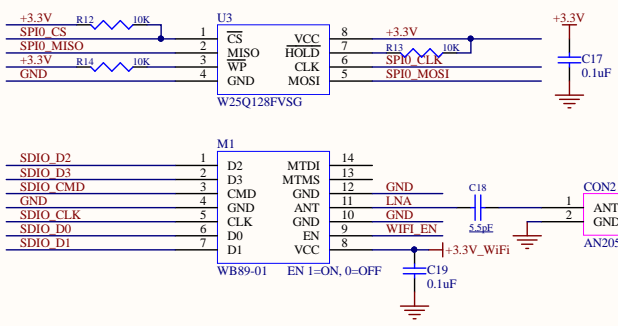 U3
+3.3V R12 10K +3.3V
SPI0_CS 1 CS VCC 8 +3.3V
SPI0_MISO 2 MISO HOLD 7 R13 10K
+3.3V R14 10K 3 WP CLK 6 SPI0_CLK C17
GND 4 GND MOSI 5 SPI0_MOSI 0.1uF
W25Q128FVSG
M1
SDIO_D2 1 D2 MTDI 14
SDIO_D3 2 D3 MTMS 13
SDIO_CMD 3 CMD GND 12 GND C18 CON2
GND 4 GND ANT 11 LNA 1 ANT
SDIO_CLK 5 CLK GND 10 GND 2 GND
SDIO_D0 6 D0 EN 9 WIFI_EN 5.5pF AN205
SDIO_D1 7 D1 VCC 8 +3.3V_WiFi
WB89-01 EN 1=ON, 0=OFF C19
0.1uF